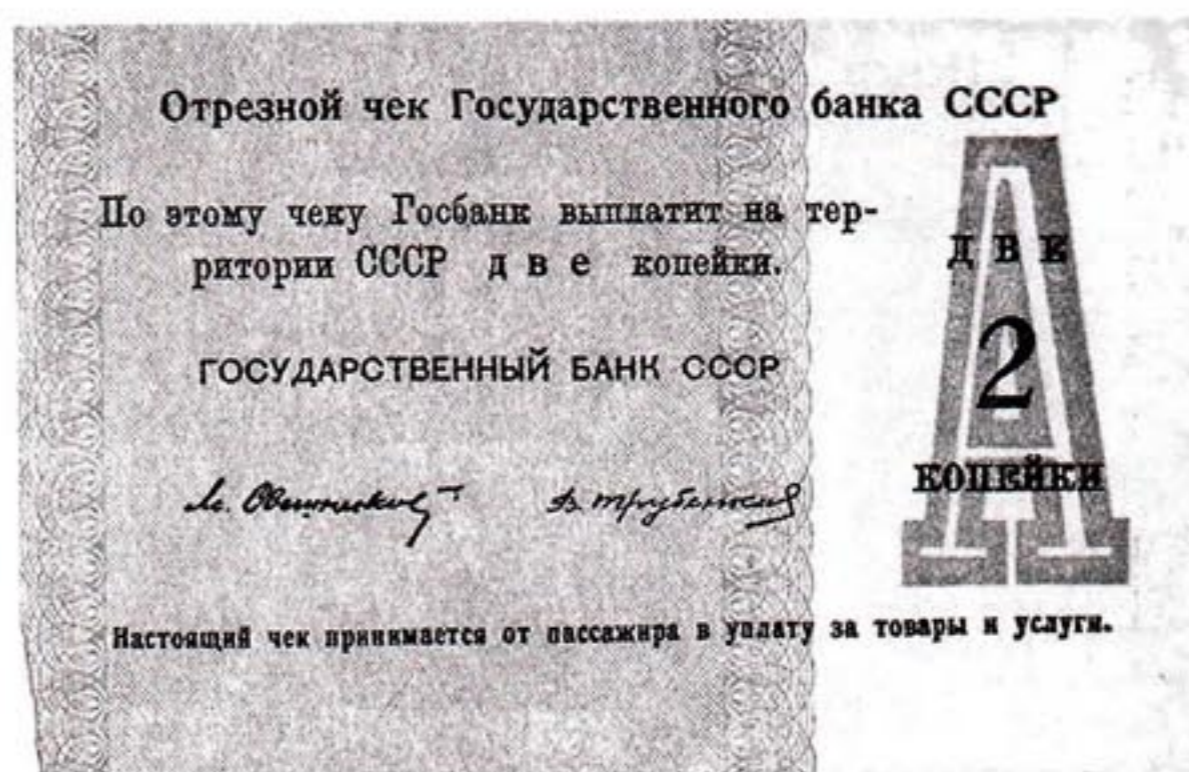 Отрезной чек Государственного банка СССР
По этому чеку Госбанк выплатит на тер-
ритории СССР две копейки.
ДВЕ
2
КОПЕЙКИ
А
ГОСУДАРСТВЕННЫЙ БАНК СССР
Настоящий чек принимается от пассажира в уплату за товары и услуги.